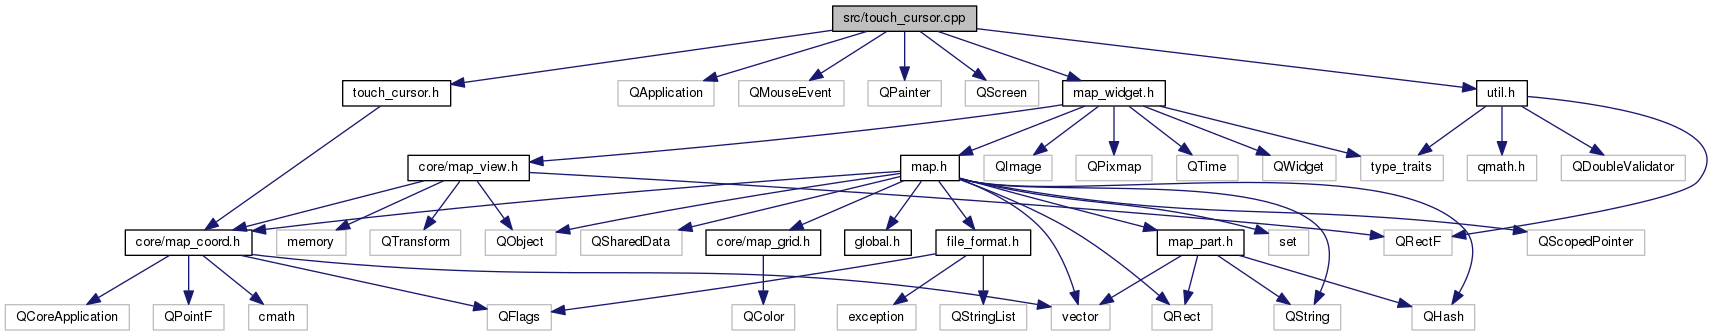 src/touch_cursor.cpp
touch_cursor.h
QApplication
QMouseEvent
QPainter
QScreen
map_widget.h
util.h
core/map_view.h
map.h
QImage
QPixmap
QTime
QWidget
type_traits
qmath.h
QDoubleValidator
core/map_coord.h
memory
QTransform
QObject
QSharedData
core/map_grid.h
global.h
file_format.h
map_part.h
set
QRectF
QScopedPointer
QCoreApplication
QPointF
cmath
QFlags
QColor
exception
QStringList
vector
QRect
QString
QHash